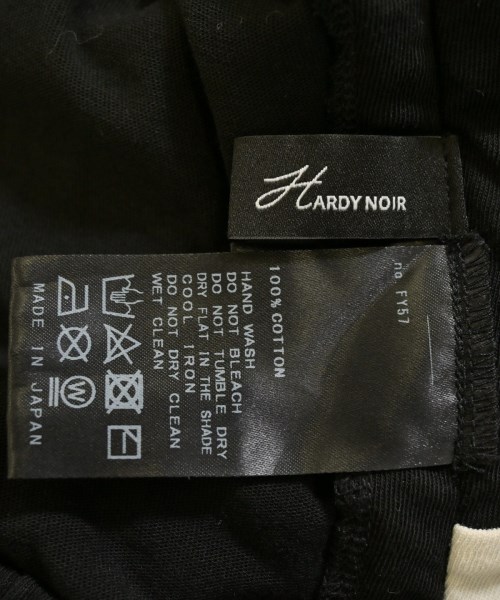 HARDY NOIR
no. FY57
100% COTTON
HAND WASH
DO NOT BLEACH
DO NOT TUMBLE DRY
DRY FLAT IN THE SHADE
COOL IRON
DO NOT DRY CLEAN
WET CLEAN
W
MADE IN JAPAN